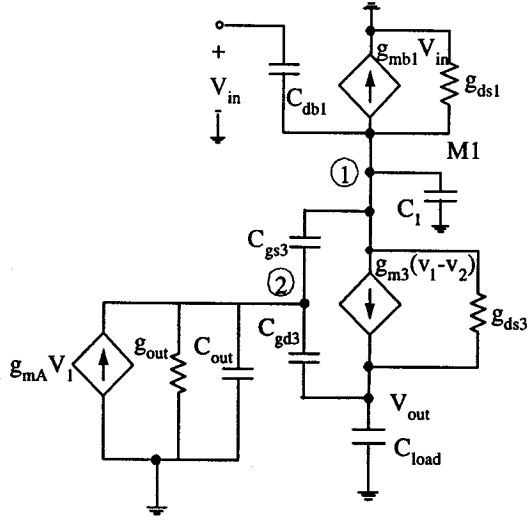 g_mb1 V_in
+
V_in
-
C_db1
g_ds1
M1
1
C_1
C_gs3
g_m3(v_1-v_2)
2
C_gd3
g_ds3
g_mA V_1
g_out
C_out
V_out
C_load